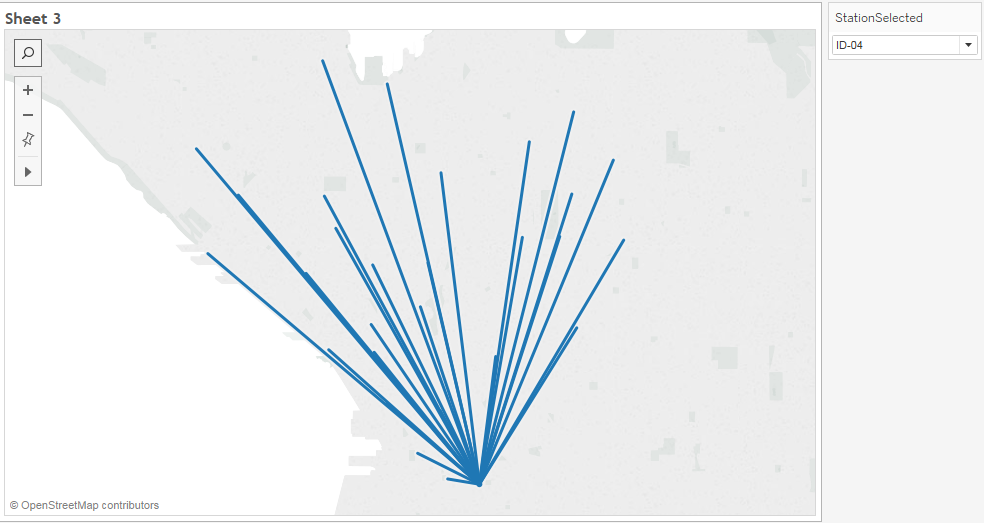 Sheet 3
StationSelected
ID-04
© OpenStreetMap contributors